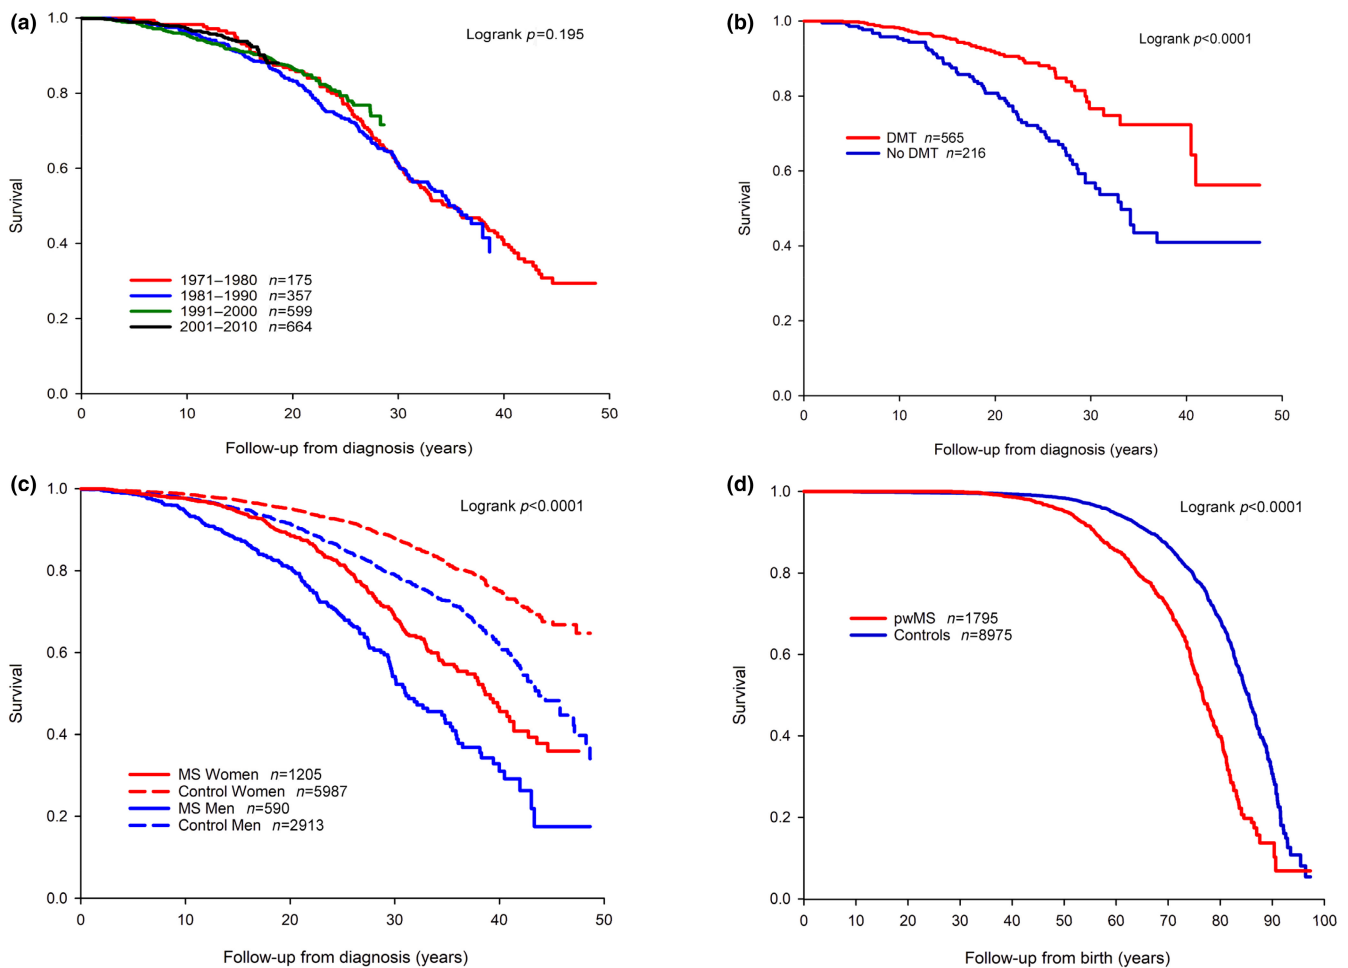 (a)
Logrank p=0.195
1.0
0.8
0.6
0.4
0.2
0.0
Survival
1971–1980 n=175
1981–1990 n=357
1991–2000 n=599
2001–2010 n=664
0 10 20 30 40 50
Follow-up from diagnosis (years)
(b)
Logrank p<0.0001
1.0
0.8
0.6
0.4
0.2
0.0
Survival
DMT n=565
No DMT n=216
0 10 20 30 40 50
Follow-up from diagnosis (years)
(c)
Logrank p<0.0001
1.0
0.8
0.6
0.4
0.2
0.0
Survival
MS Women n=1205
Control Women n=5987
MS Men n=590
Control Men n=2913
0 10 20 30 40 50
Follow-up from diagnosis (years)
(d)
Logrank p<0.0001
1.0
0.8
0.6
0.4
0.2
0.0
Survival
pwMS n=1795
Controls n=8975
0 10 20 30 40 50 60 70 80 90 100
Follow-up from birth (years)